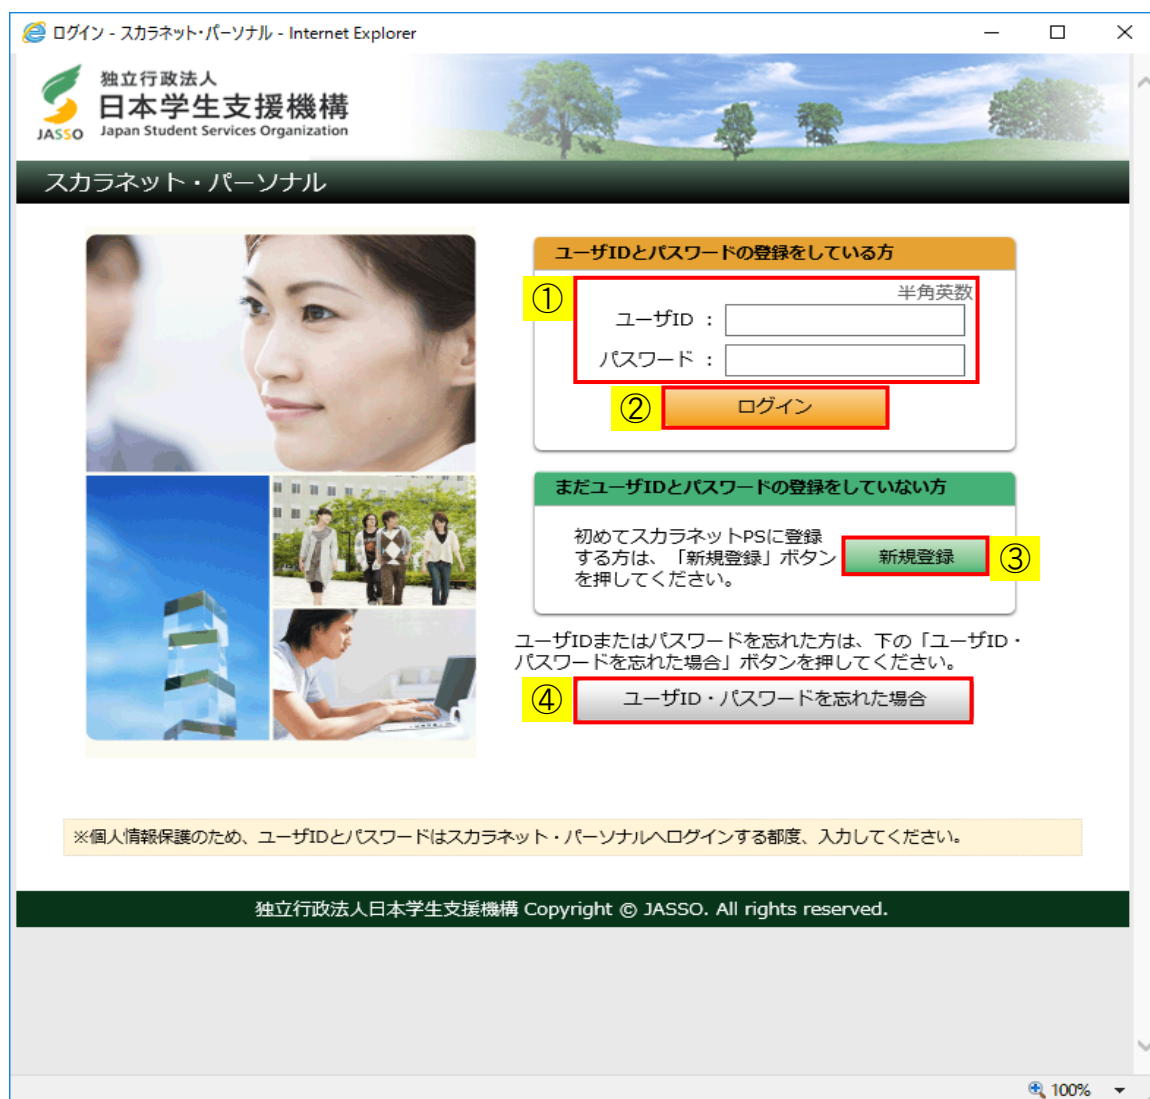 ログイン - スカラネット・パーソナル - Internet Explorer
独立行政法人
日本学生支援機構
JASSO Japan Student Services Organization
スカラネット・パーソナル
ユーザIDとパスワードの登録をしている方
①
半角英数
ユーザID :
パスワード :
② ログイン
まだユーザIDとパスワードの登録をしていない方
初めてスカラネットPSに登録
する方は、「新規登録」ボタン
を押してください。
新規登録 ③
ユーザIDまたはパスワードを忘れた方は、下の「ユーザID・
パスワードを忘れた場合」ボタンを押してください。
④ ユーザID・パスワードを忘れた場合
※個人情報保護のため、ユーザIDとパスワードはスカラネット・パーソナルへログインする都度、入力してください。
独立行政法人日本学生支援機構 Copyright © JASSO. All rights reserved.
100%